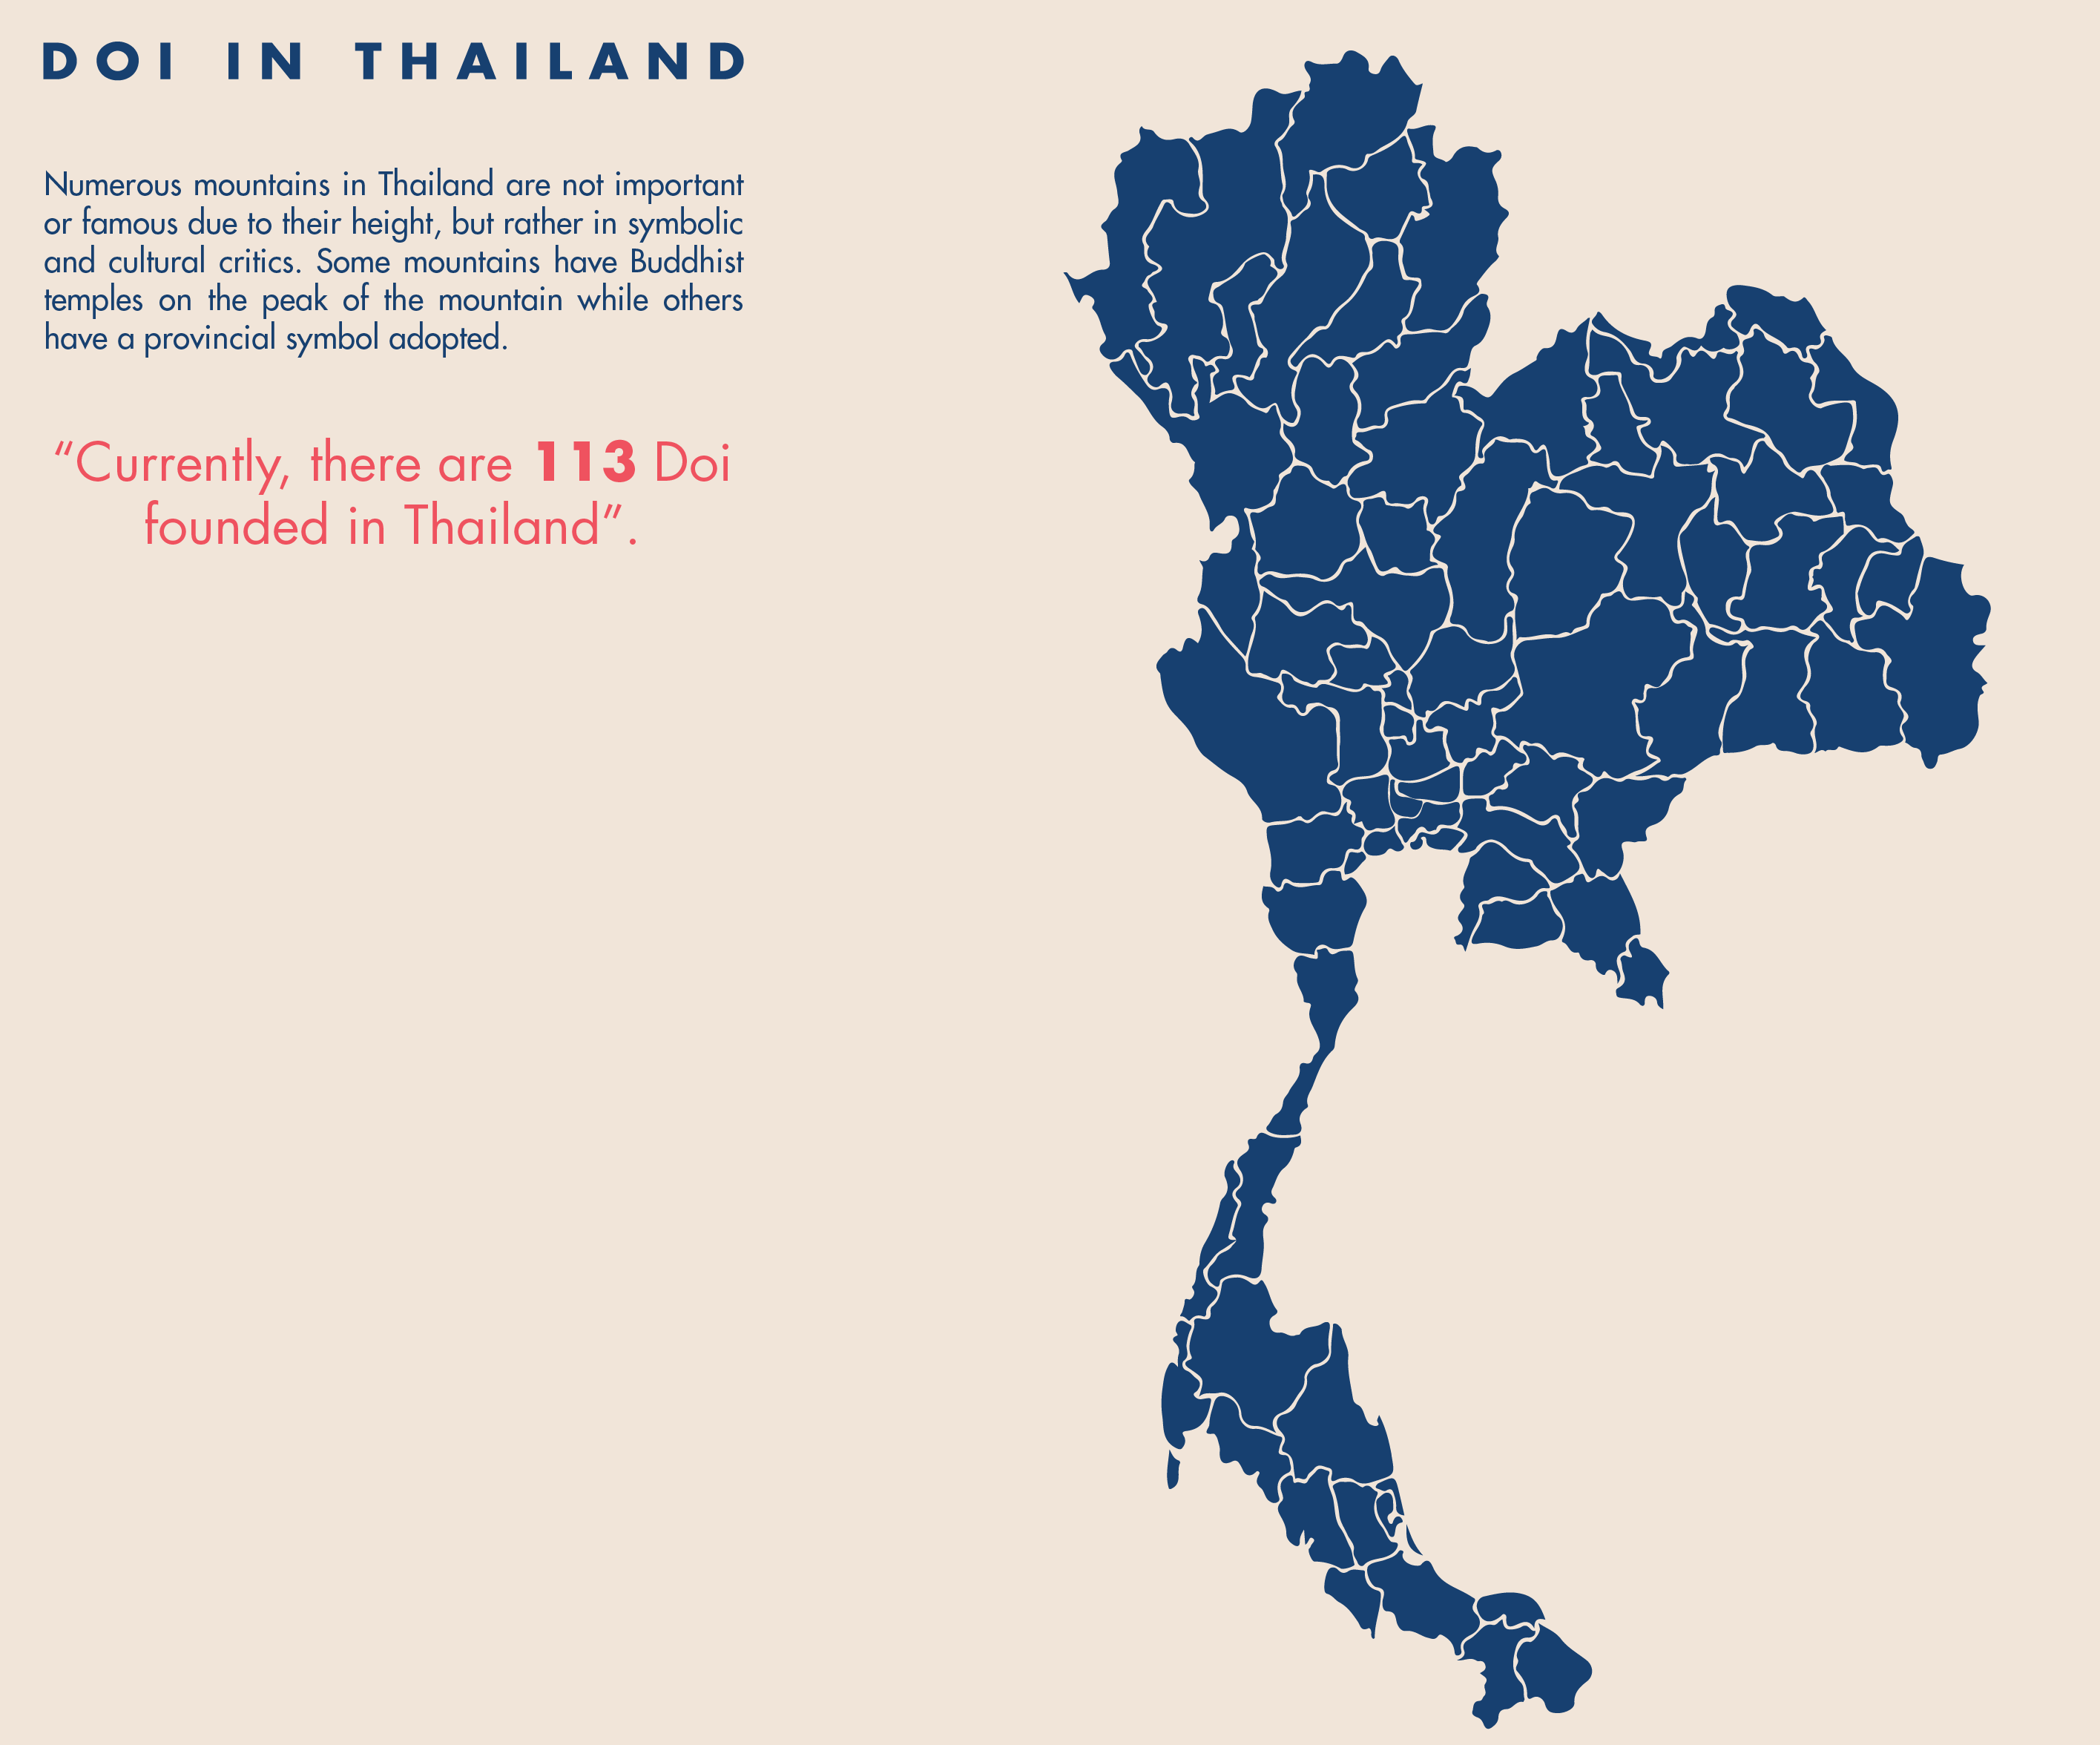 DOI IN THAILAND
Numerous mountains in Thailand are not important
or famous due to their height, but rather in symbolic
and cultural critics. Some mountains have Buddhist
temples on the peak of the mountain while others
have a provincial symbol adopted.
“Currently, there are 113 Doi
founded in Thailand”.